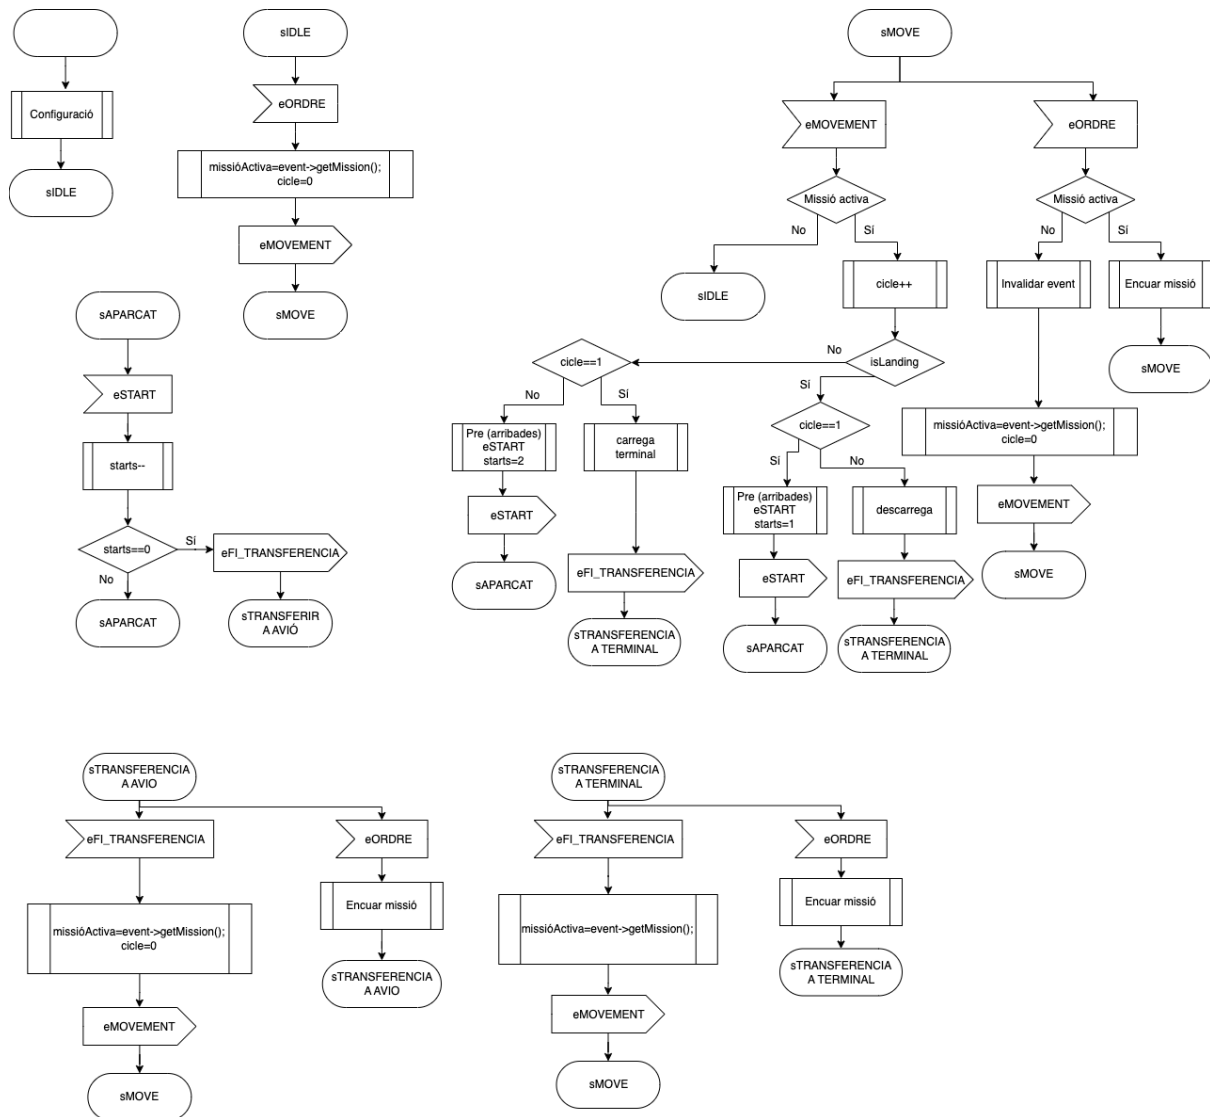 Configuració
sIDLE
sIDLE
eORDRE
missióActiva=event->getMission();
cicle=0
eMOVEMENT
sMOVE
sAPARCAT
eSTART
starts--
starts==0
Sí
No
eFI_TRANSFERENCIA
sAPARCAT
sTRANSFERIR
A AVIÓ
sMOVE
eMOVEMENT
eORDRE
Missió activa
Missió activa
No
Sí
No
Sí
sIDLE
cicle++
Invalidar event
Encuar missió
sMOVE
isLanding
No
Sí
cicle==1
No
Sí
cicle==1
Sí
No
Pre (arribades)
eSTART
starts=2
carrega
terminal
eSTART
sAPARCAT
eFI_TRANSFERENCIA
sTRANSFERENCIA
A TERMINAL
Pre (arribades)
eSTART
starts=1
descarrega
eSTART
sAPARCAT
eFI_TRANSFERENCIA
sTRANSFERENCIA
A TERMINAL
missióActiva=event->getMission();
cicle=0
eMOVEMENT
sMOVE
sTRANSFERENCIA
A AVIO
eFI_TRANSFERENCIA
eORDRE
missióActiva=event->getMission();
cicle=0
Encuar missió
sTRANSFERENCIA
A AVIO
eMOVEMENT
sMOVE
sTRANSFERENCIA
A TERMINAL
eFI_TRANSFERENCIA
eORDRE
missióActiva=event->getMission();
Encuar missió
sTRANSFERENCIA
A TERMINAL
eMOVEMENT
sMOVE